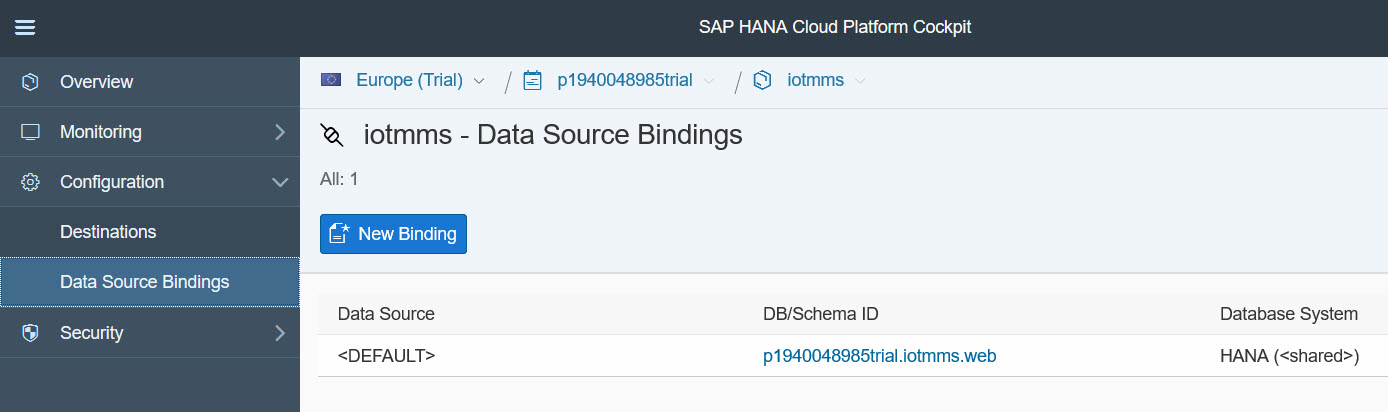 SAP HANA Cloud Platform Cockpit
Overview
Monitoring
Configuration
Destinations
Data Source Bindings
Security
Europe (Trial) / p1940048985trial / iotmms
iotmms - Data Source Bindings
All: 1
New Binding
Data Source DB/Schema ID Database System
<DEFAULT> p1940048985trial.iotmms.web HANA (<shared>)